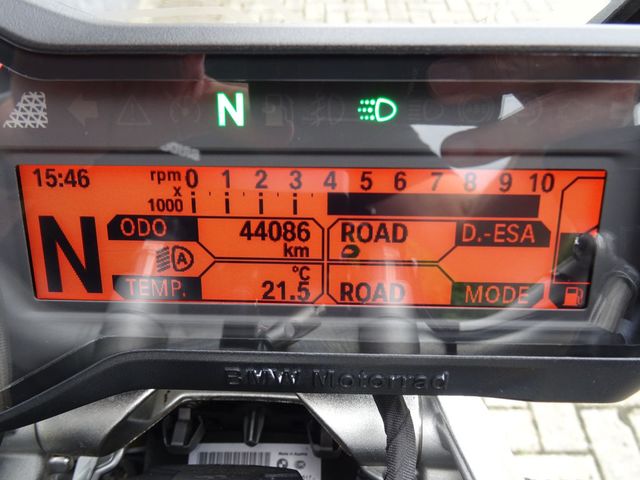 N
15:46 rpm 0 1 2 3 4 5 6 7 8 9 10
x
1000
N ODO 44086 ROAD D.-ESA
km
A
°C
TEMP. 21.5 ROAD MODE
BMW Motorrad